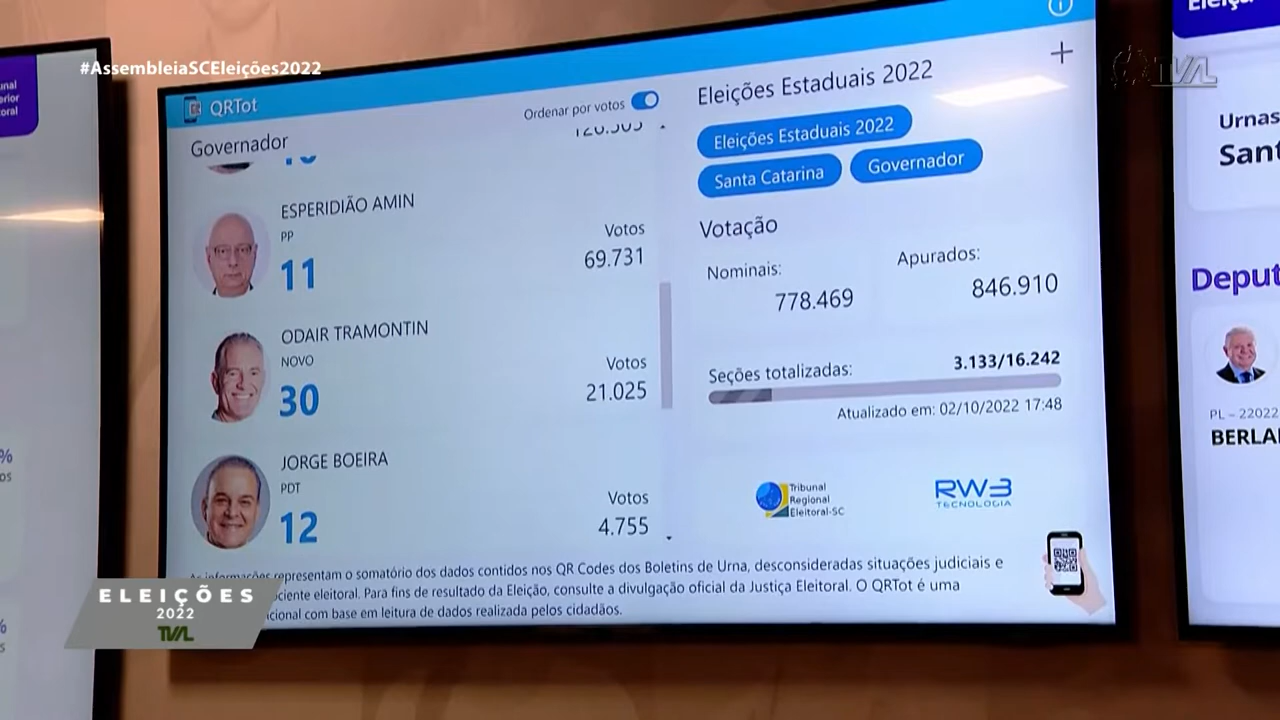 #AssembleiaSCEleições2022
QRTot
Ordenar por votos
Governador
ESPERIDIÃO AMIN
PP
11
Votos
69.731
ODAIR TRAMONTIN
NOVO
30
Votos
21.025
JORGE BOEIRA
PDT
12
Votos
4.755
Eleições Estaduais 2022
Eleições Estaduais 2022
Santa Catarina
Governador
Votação
Nominais:
778.469
Apurados:
846.910
Seções totalizadas:
3.133/16.242
Atualizado em: 02/10/2022 17:48
Tribunal
Regional
Eleitoral-SC
RW3
TECNOLOGIA
As informações representam o somatório dos dados contidos nos QR Codes dos Boletins de Urna, desconsideradas situações judiciais e
eleitoral. Para fins de resultado da Eleição, consulte a divulgação oficial da Justiça Eleitoral. O QRTot é uma
com base em leitura de dados realizada pelos cidadãos.
ELEIÇÕES
2022
TVAL
TVAL
Urnas
PL – 22022